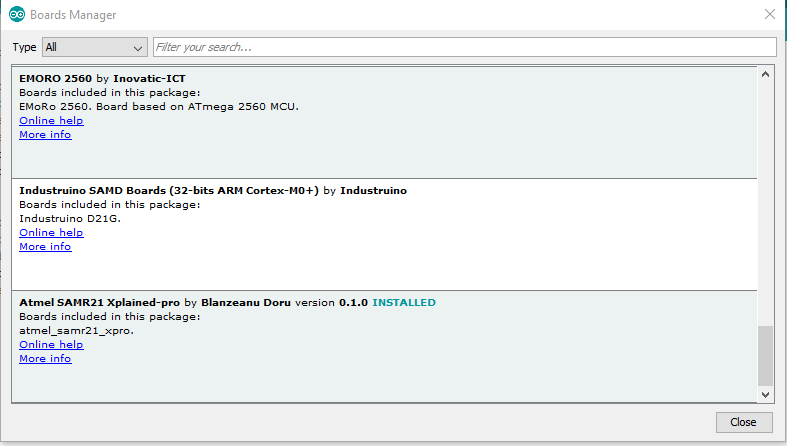 Boards Manager
Type All Filter your search...
EMORO 2560 by Inovatic-ICT
Boards included in this package:
EMoRo 2560. Board based on ATmega 2560 MCU.
Online help
More info
Industruino SAMD Boards (32-bits ARM Cortex-M0+) by Industruino
Boards included in this package:
Industruino D21G.
Online help
More info
Atmel SAMR21 Xplained-pro by Blanzeanu Doru version 0.1.0 INSTALLED
Boards included in this package:
atmel_samr21_xpro.
Online help
More info
Close